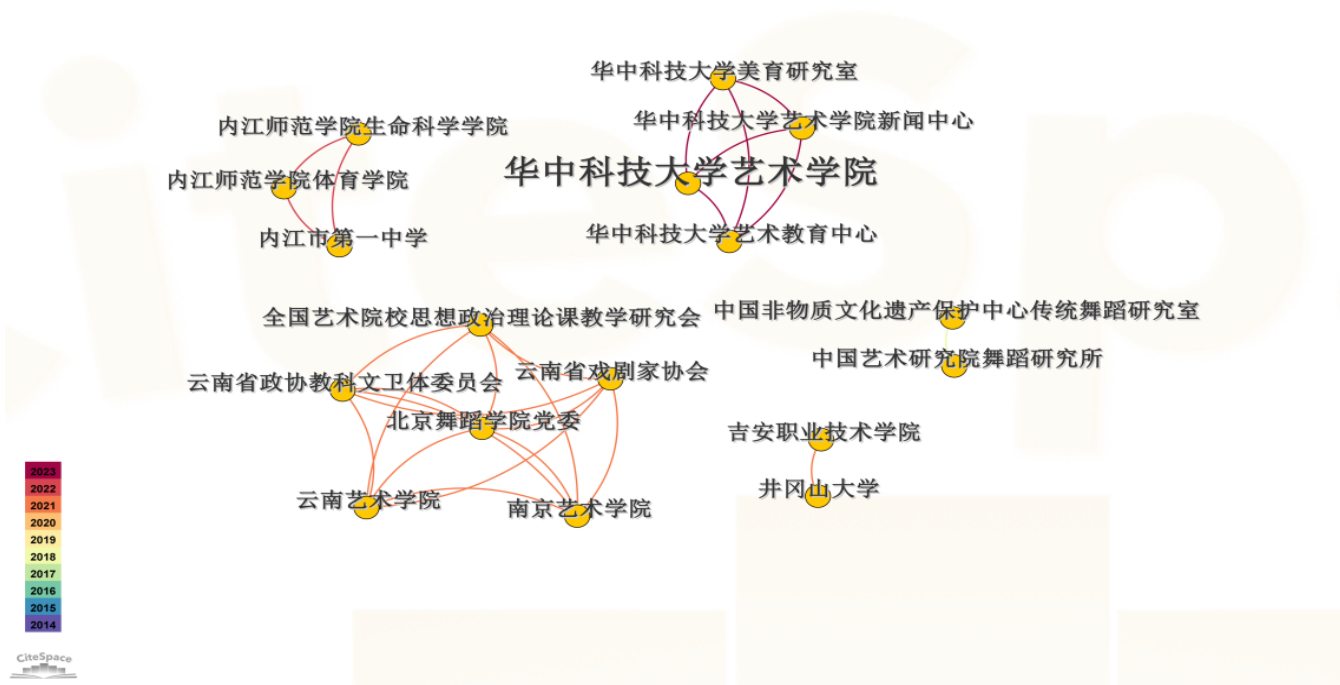 华中科技大学美育研究室
内江师范学院生命科学学院
华中科技大学艺术学院新闻中心
内江师范学院体育学院
华中科技大学艺术学院
内江市第一中学
华中科技大学艺术教育中心
全国艺术院校思想政治理论课教学研究会
中国非物质文化遗产保护中心传统舞蹈研究室
云南省政协教科文卫体委员会
云南省戏剧家协会
中国艺术研究院舞蹈研究所
北京舞蹈学院党委
吉安职业技术学院
云南艺术学院
南京艺术学院
井冈山大学
2023
2022
2021
2020
2019
2018
2017
2016
2015
2014
CiteSpace
citeSp